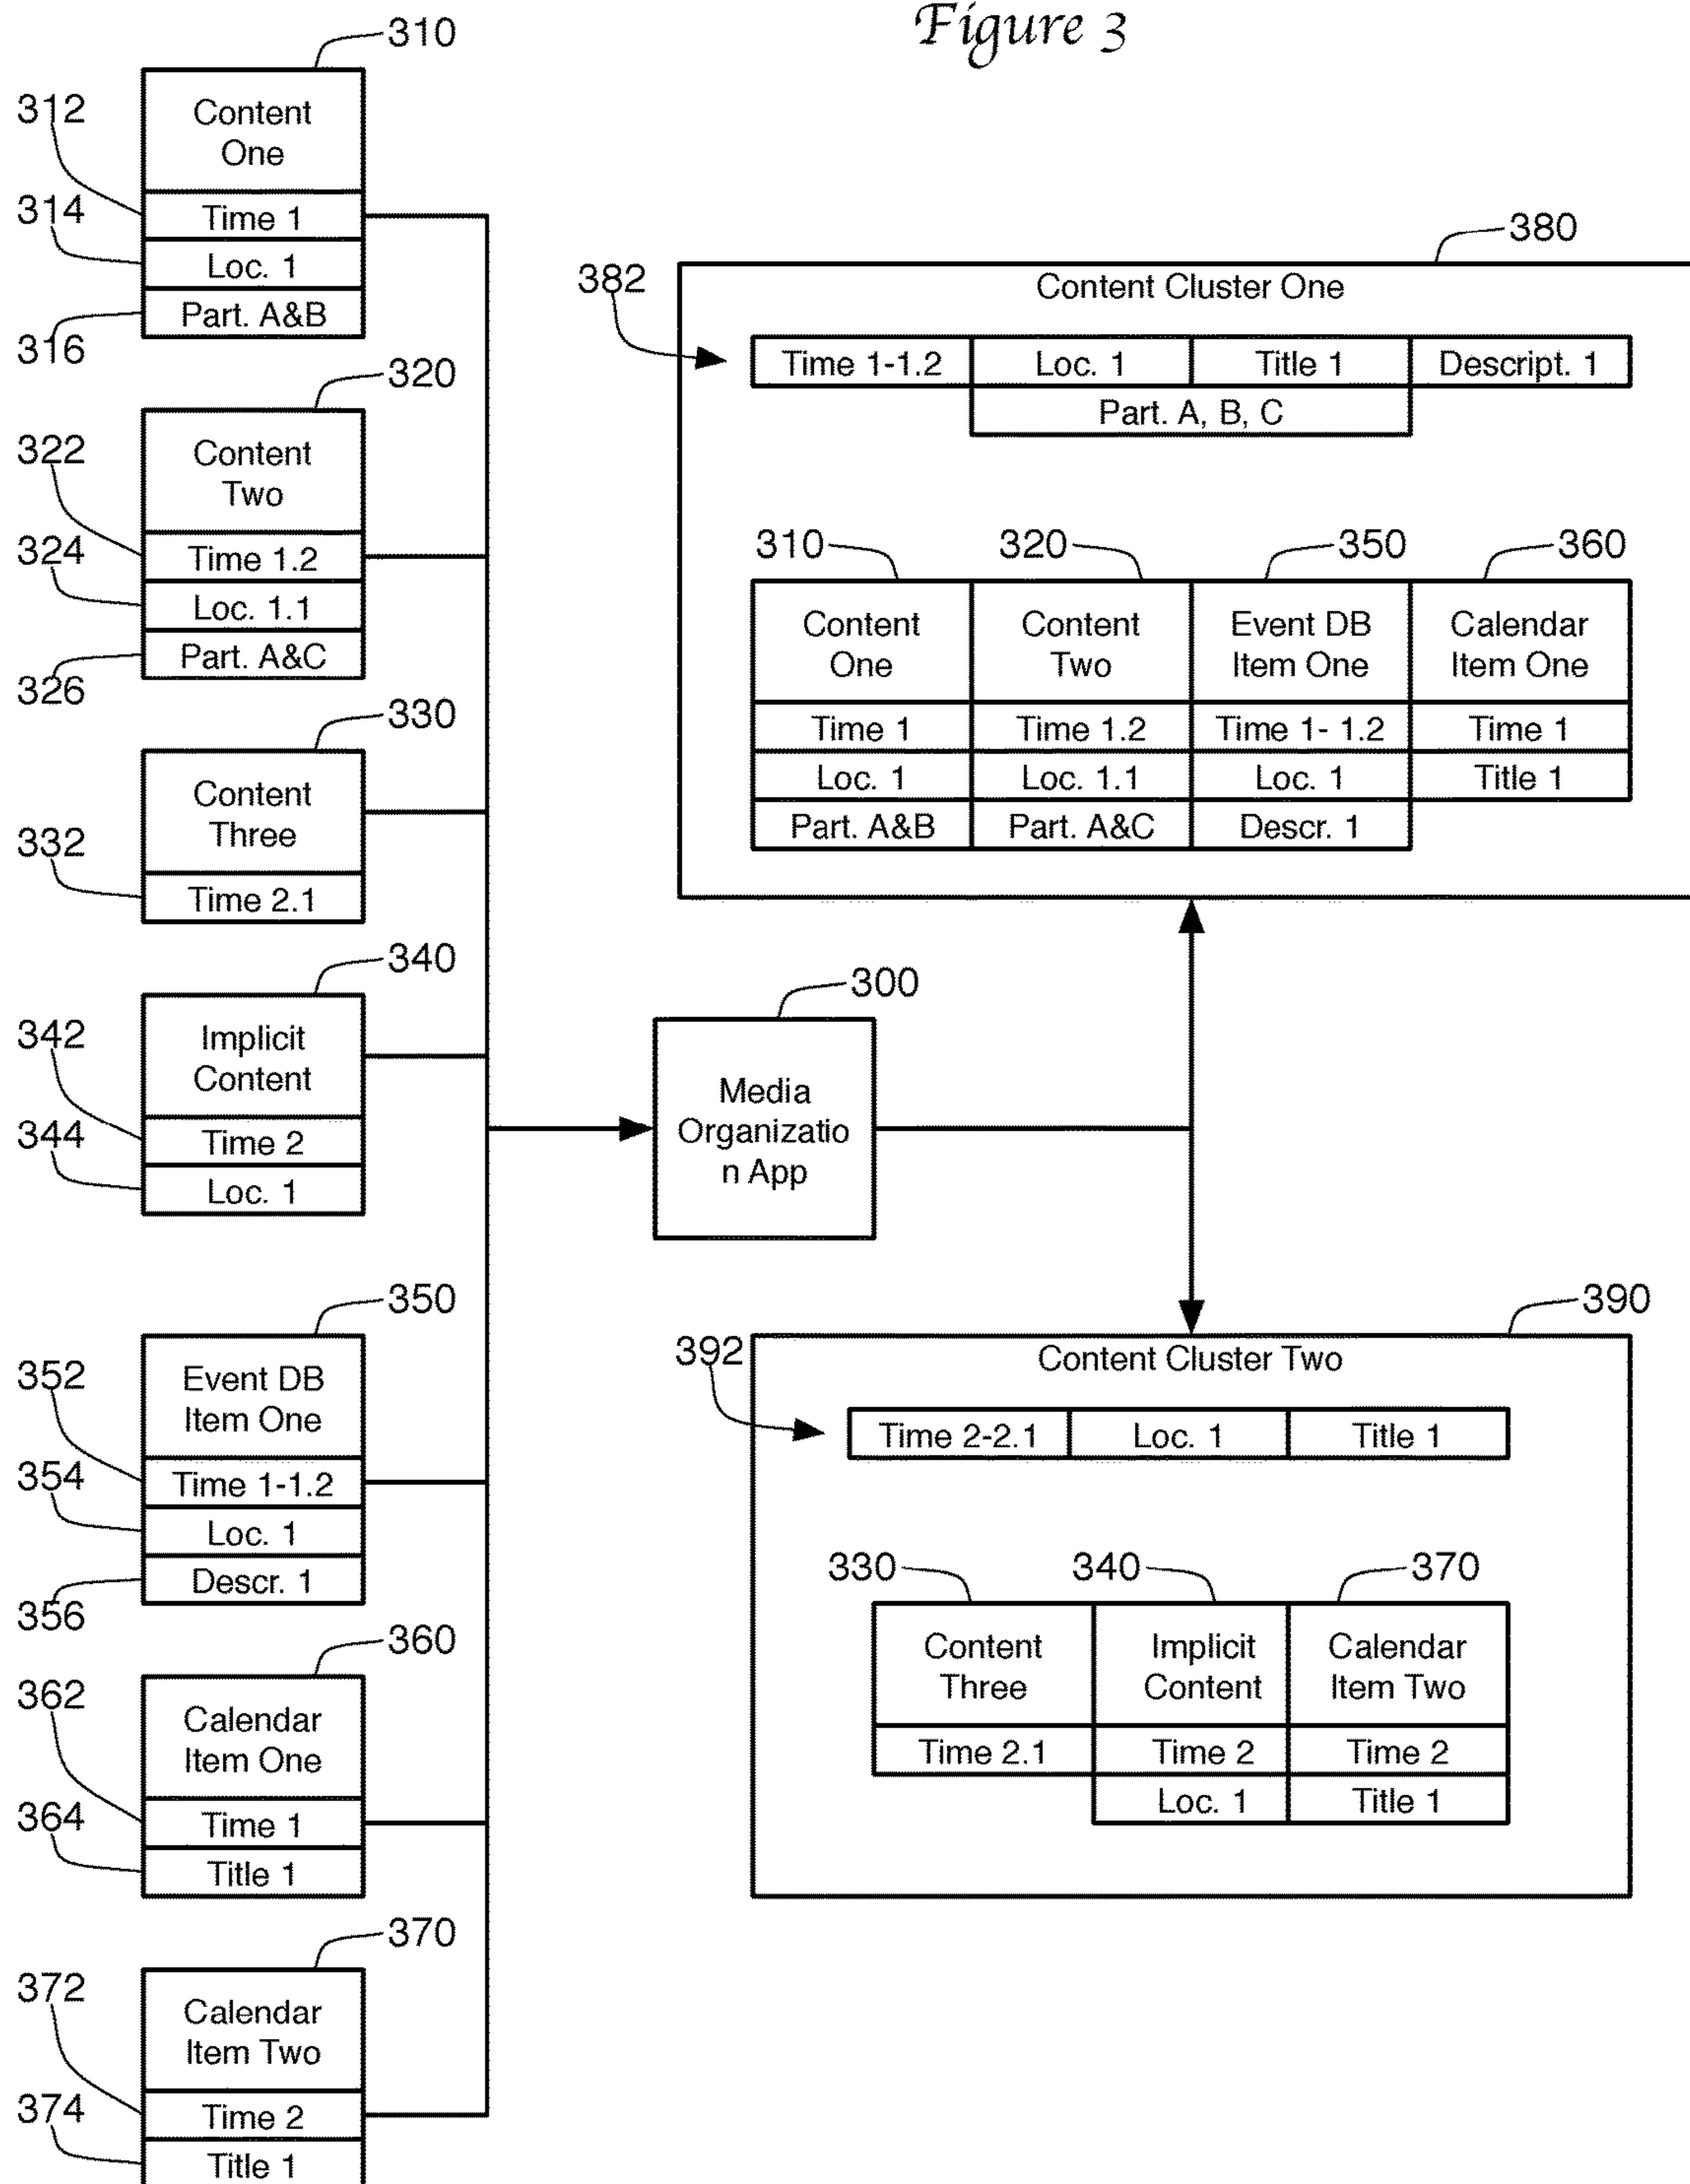 Figure 3
310
312
Content
One
314
Time 1
Loc. 1
316
Part. A&B
320
322
Content
Two
324
Time 1.2
Loc. 1.1
326
Part. A&C
330
Content
Three
332
Time 2.1
340
342
Implicit
Content
344
Time 2
Loc. 1
350
352
Event DB
Item One
354
Time 1-1.2
Loc. 1
356
Descr. 1
360
362
Calendar
Item One
364
Time 1
Title 1
370
372
Calendar
Item Two
374
Time 2
Title 1
300
Media
Organizatio
n App
380
382
Content Cluster One
Time 1-1.2 Loc. 1 Title 1 Descript. 1
Part. A, B, C
310 320 350 360
Content Content Event DB Calendar
One Two Item One Item One
Time 1 Time 1.2 Time 1- 1.2 Time 1
Loc. 1 Loc. 1.1 Loc. 1 Title 1
Part. A&B Part. A&C Descr. 1
390
392
Content Cluster Two
Time 2-2.1 Loc. 1 Title 1
330 340 370
Content Implicit Calendar
Three Content Item Two
Time 2.1 Time 2 Time 2
Loc. 1 Title 1